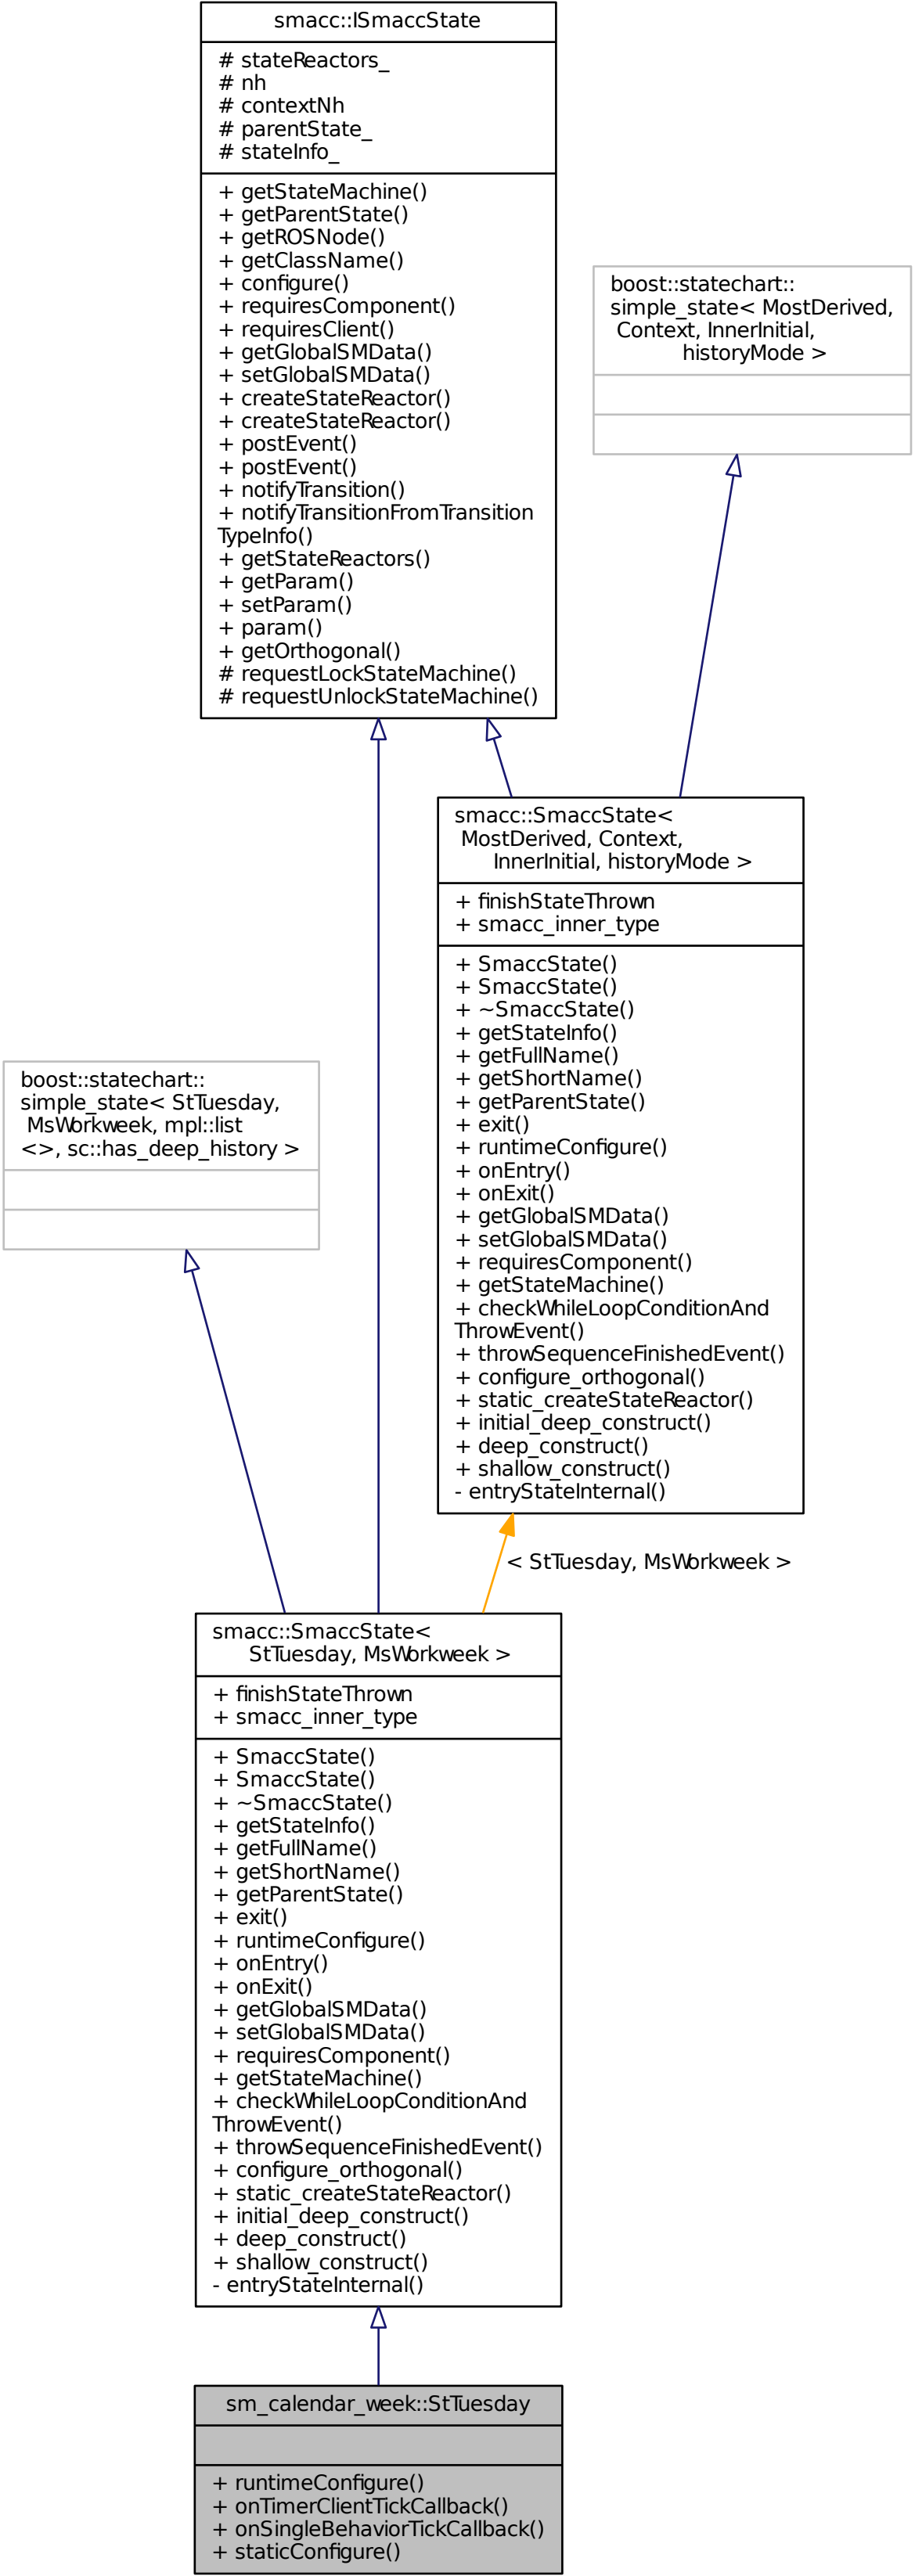 smacc::ISmaccState
# stateReactors_
# nh
# contextNh
# parentState_
# stateInfo_
+ getStateMachine()
+ getParentState()
+ getROSNode()
+ getClassName()
+ configure()
+ requiresComponent()
+ requiresClient()
+ getGlobalSMData()
+ setGlobalSMData()
+ createStateReactor()
+ createStateReactor()
+ postEvent()
+ postEvent()
+ notifyTransition()
+ notifyTransitionFromTransition
TypeInfo()
+ getStateReactors()
+ getParam()
+ setParam()
+ param()
+ getOrthogonal()
# requestLockStateMachine()
# requestUnlockStateMachine()
boost::statechart::
simple_state< MostDerived,
Context, InnerInitial,
historyMode >
smacc::SmaccState<
MostDerived, Context,
InnerInitial, historyMode >
+ finishStateThrown
+ smacc_inner_type
+ SmaccState()
+ SmaccState()
+ ~SmaccState()
+ getStateInfo()
+ getFullName()
+ getShortName()
+ getParentState()
+ exit()
+ runtimeConfigure()
+ onEntry()
+ onExit()
+ getGlobalSMData()
+ setGlobalSMData()
+ requiresComponent()
+ getStateMachine()
+ checkWhileLoopConditionAnd
ThrowEvent()
+ throwSequenceFinishedEvent()
+ configure_orthogonal()
+ static_createStateReactor()
+ initial_deep_construct()
+ deep_construct()
+ shallow_construct()
- entryStateInternal()
boost::statechart::
simple_state< StTuesday,
MsWorkweek, mpl::list
<>, sc::has_deep_history >
< StTuesday, MsWorkweek >
smacc::SmaccState<
StTuesday, MsWorkweek >
+ finishStateThrown
+ smacc_inner_type
+ SmaccState()
+ SmaccState()
+ ~SmaccState()
+ getStateInfo()
+ getFullName()
+ getShortName()
+ getParentState()
+ exit()
+ runtimeConfigure()
+ onEntry()
+ onExit()
+ getGlobalSMData()
+ setGlobalSMData()
+ requiresComponent()
+ getStateMachine()
+ checkWhileLoopConditionAnd
ThrowEvent()
+ throwSequenceFinishedEvent()
+ configure_orthogonal()
+ static_createStateReactor()
+ initial_deep_construct()
+ deep_construct()
+ shallow_construct()
- entryStateInternal()
sm_calendar_week::StTuesday
+ runtimeConfigure()
+ onTimerClientTickCallback()
+ onSingleBehaviorTickCallback()
+ staticConfigure()